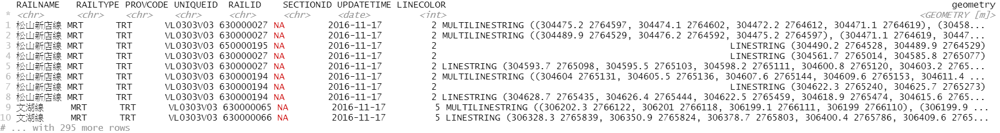 RAILNAME RAILTYPE PROVCODE UNIQUEID RAILID SECTIONID UPDATETIME LINECOLOR geometry
* <chr> <chr> <chr> <chr> <chr> <chr> <date> <int> <GEOMETRY [m]>
1 松山新店線 MRT TRT VL0303V03 630000027 NA 2016-11-17 2 MULTILINESTRING ((304475.2 2764597, 304474.1 2764602, 304472.2 2764612, 304471.1 2764619), (30458...
2 松山新店線 MRT TRT VL0303V03 630000027 NA 2016-11-17 2 MULTILINESTRING ((304489.9 2764529, 304476.2 2764592, 304475.2 2764597), (304471.1 2764619, 30447...
3 松山新店線 MRT TRT VL0303V03 650000195 NA 2016-11-17 2 LINESTRING (304490.2 2764528, 304489.9 2764529)
4 松山新店線 MRT TRT VL0303V03 630000027 NA 2016-11-17 2 LINESTRING (304561.7 2765014, 304585.8 2765077)
5 松山新店線 MRT TRT VL0303V03 630000027 NA 2016-11-17 2 LINESTRING (304593.7 2765098, 304595.5 2765103, 304598.2 2765111, 304600.8 2765120, 304603.2 2765...
6 松山新店線 MRT TRT VL0303V03 630000194 NA 2016-11-17 2 MULTILINESTRING ((304604 2765131, 304605.5 2765136, 304607.6 2765144, 304609.6 2765153, 304611.4 ...
7 松山新店線 MRT TRT VL0303V03 630000194 NA 2016-11-17 2 LINESTRING (304622.3 2765240, 304625.7 2765273)
8 松山新店線 MRT TRT VL0303V03 630000194 NA 2016-11-17 2 LINESTRING (304628.7 2765435, 304626.4 2765444, 304622.5 2765459, 304618.9 2765474, 304615.6 2765...
9 文湖線 MRT TRT VL0303V03 630000065 NA 2016-11-17 5 MULTILINESTRING ((306202.3 2766122, 306201 2766118, 306199.1 2766111, 306199 2766110), (306199.9 ...
10 文湖線 MRT TRT VL0303V03 630000066 NA 2016-11-17 5 LINESTRING (306328.3 2765839, 306350.9 2765824, 306378.7 2765803, 306400.4 2765786, 306409.6 2765...
# ... with 295 more rows